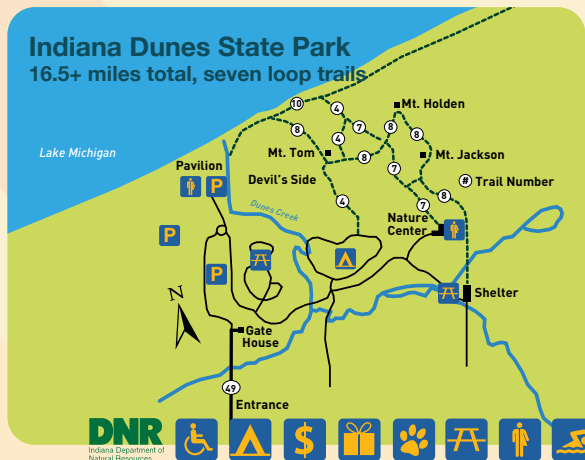 Indiana Dunes State Park
16.5+ miles total, seven loop trails
10
4
Mt. Holden
7
8
4
8
8
Lake Michigan
Mt. Tom
8
Mt. Jackson
Pavilion
7
P
Devil's Side
# Trail Number
8
4
7
Dunes Creek
Nature
Center
P
P
N
Shelter
Gate
House
49
Entrance
DNR
Indiana Department of
Natural Resources
$